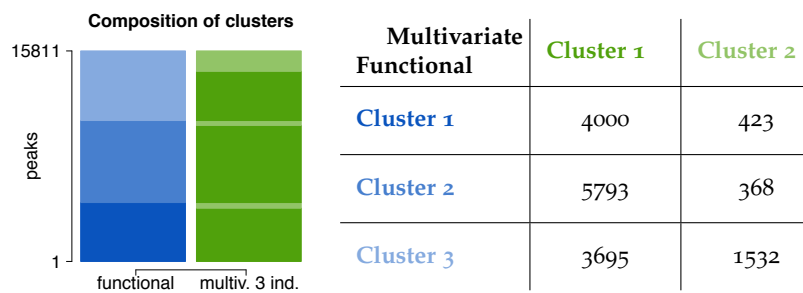 Composition of clusters
15811
peaks
1
functional multiv. 3 ind.
Multivariate
Functional Cluster 1 Cluster 2
Cluster 1 4000 423
Cluster 2 5793 368
Cluster 3 3695 1532